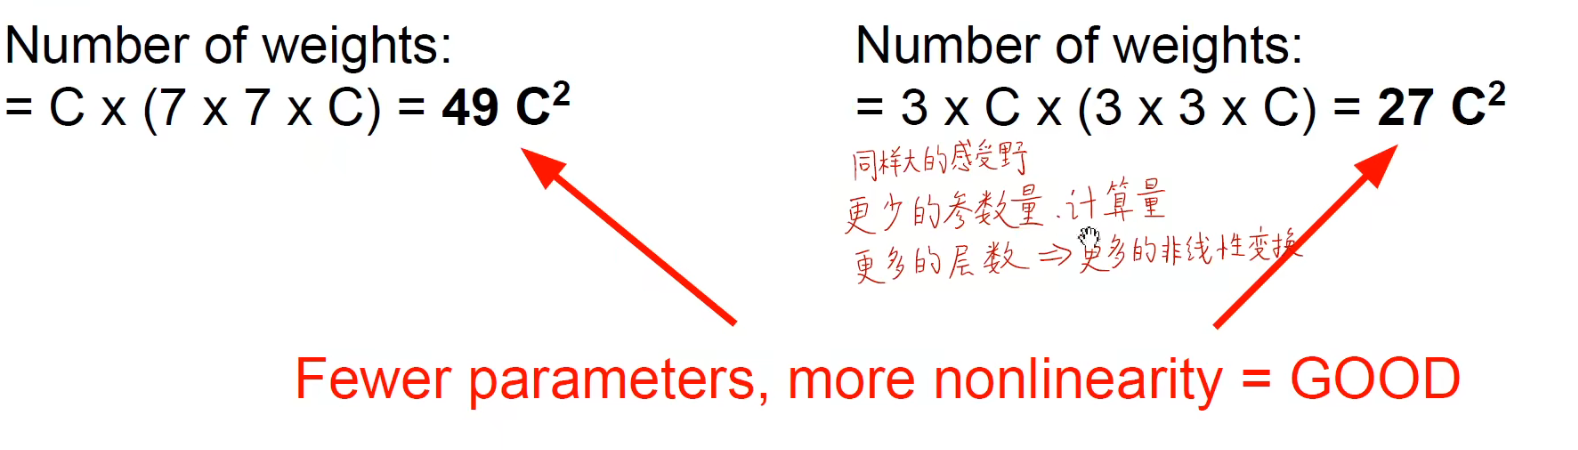 Number of weights:
= C x (7 x 7 x C) = 49 C²
Number of weights:
= 3 x C x (3 x 3 x C) = 27 C²
同样大的感受野
更少的参数量.计算量
更多的层数 ⇒ 更多的非线性变换
Fewer parameters, more nonlinearity = GOOD